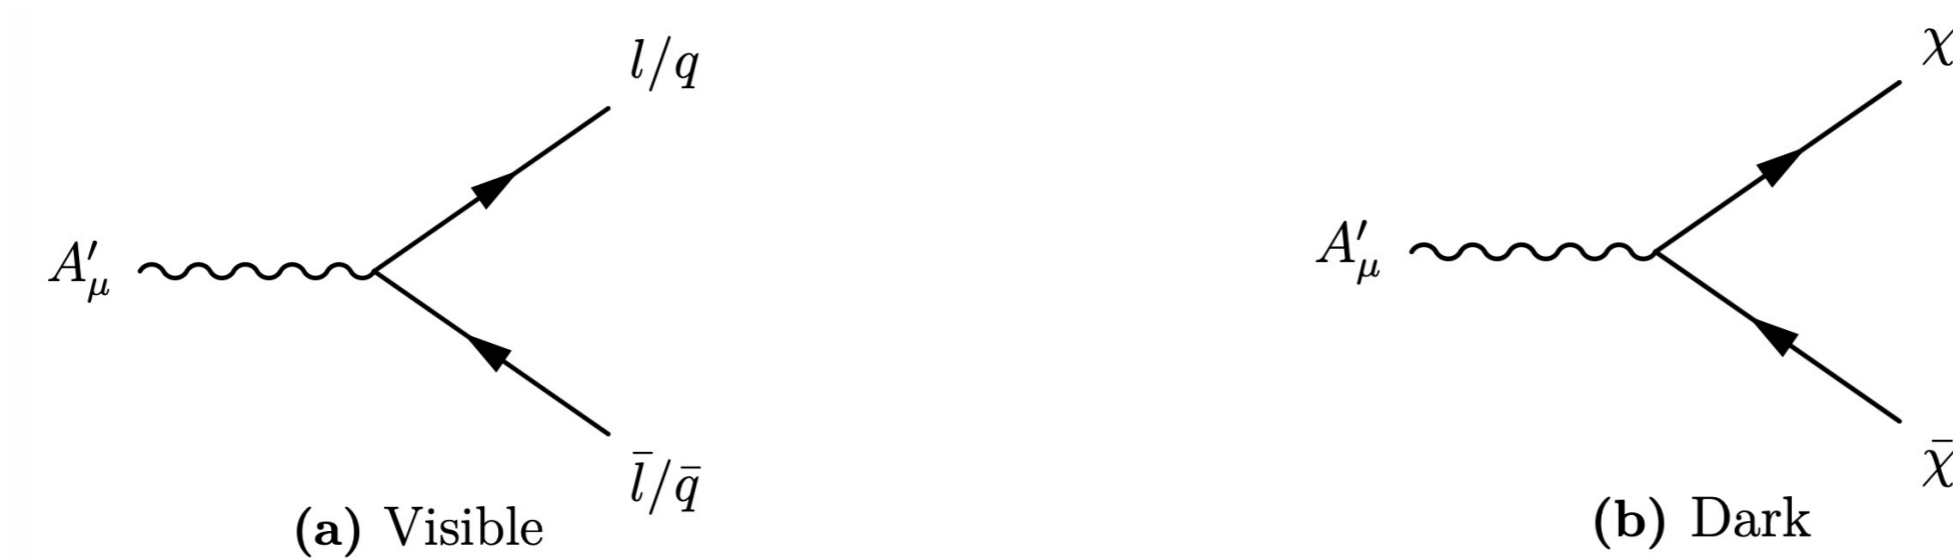 l/q
A′μ
l̄/q̄
(a) Visible
χ
A′μ
χ̄
(b) Dark